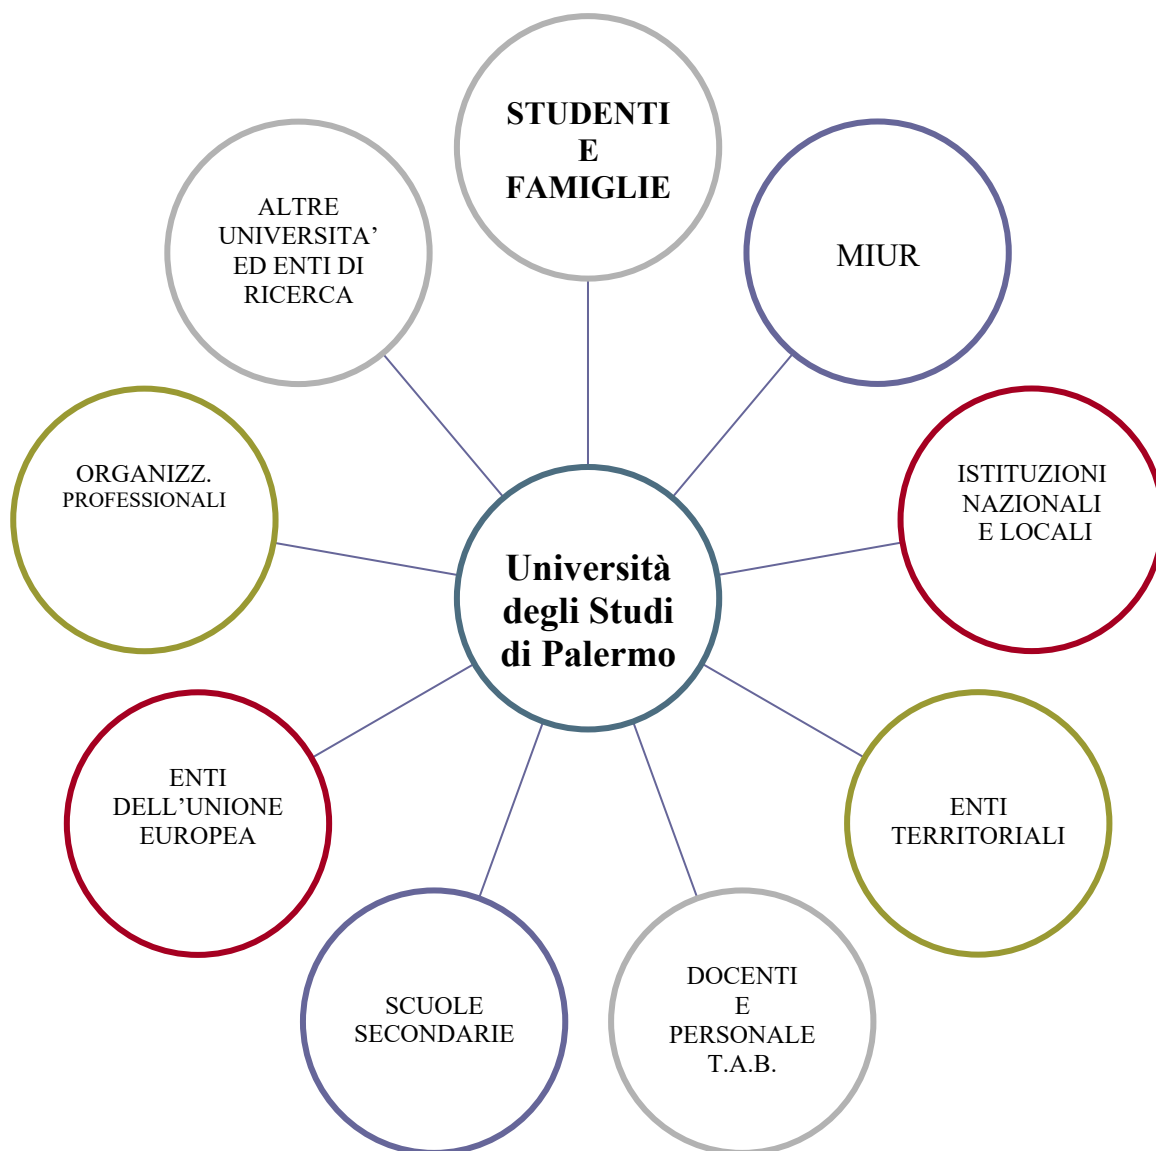 STUDENTI
E
FAMIGLIE
MIUR
ISTITUZIONI
NAZIONALI
E LOCALI
ENTI
TERRITORIALI
DOCENTI
E
PERSONALE
T.A.B.
SCUOLE
SECONDARIE
ENTI
DELL’UNIONE
EUROPEA
ORGANIZZ.
PROFESSIONALI
ALTRE
UNIVERSITA’
ED ENTI DI
RICERCA
Università
degli Studi
di Palermo